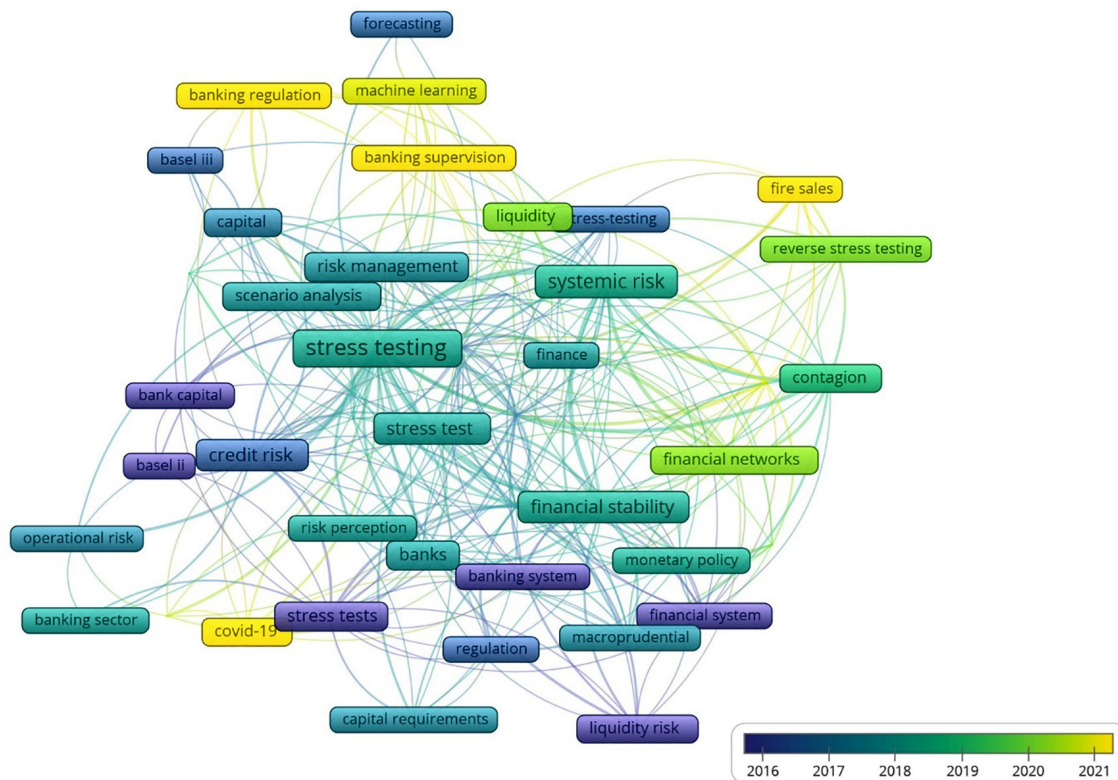 forecasting
banking regulation
machine learning
basel iii
banking supervision
fire sales
capital
liquidity
stress-testing
reverse stress testing
risk management
scenario analysis
systemic risk
stress testing
finance
contagion
bank capital
stress test
credit risk
basel ii
financial networks
financial stability
operational risk
risk perception
banks
monetary policy
banking system
banking sector
covid-19
stress tests
financial system
macroprudential
regulation
capital requirements
liquidity risk
2016 2017 2018 2019 2020 2021